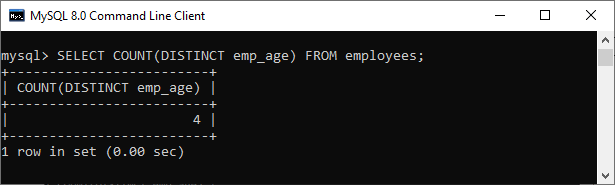 MySQL 8.0 Command Line Client
mysql> SELECT COUNT(DISTINCT emp_age) FROM employees;
+-------------------------+
| COUNT(DISTINCT emp_age) |
+-------------------------+
|                       4 |
+-------------------------+
1 row in set (0.00 sec)